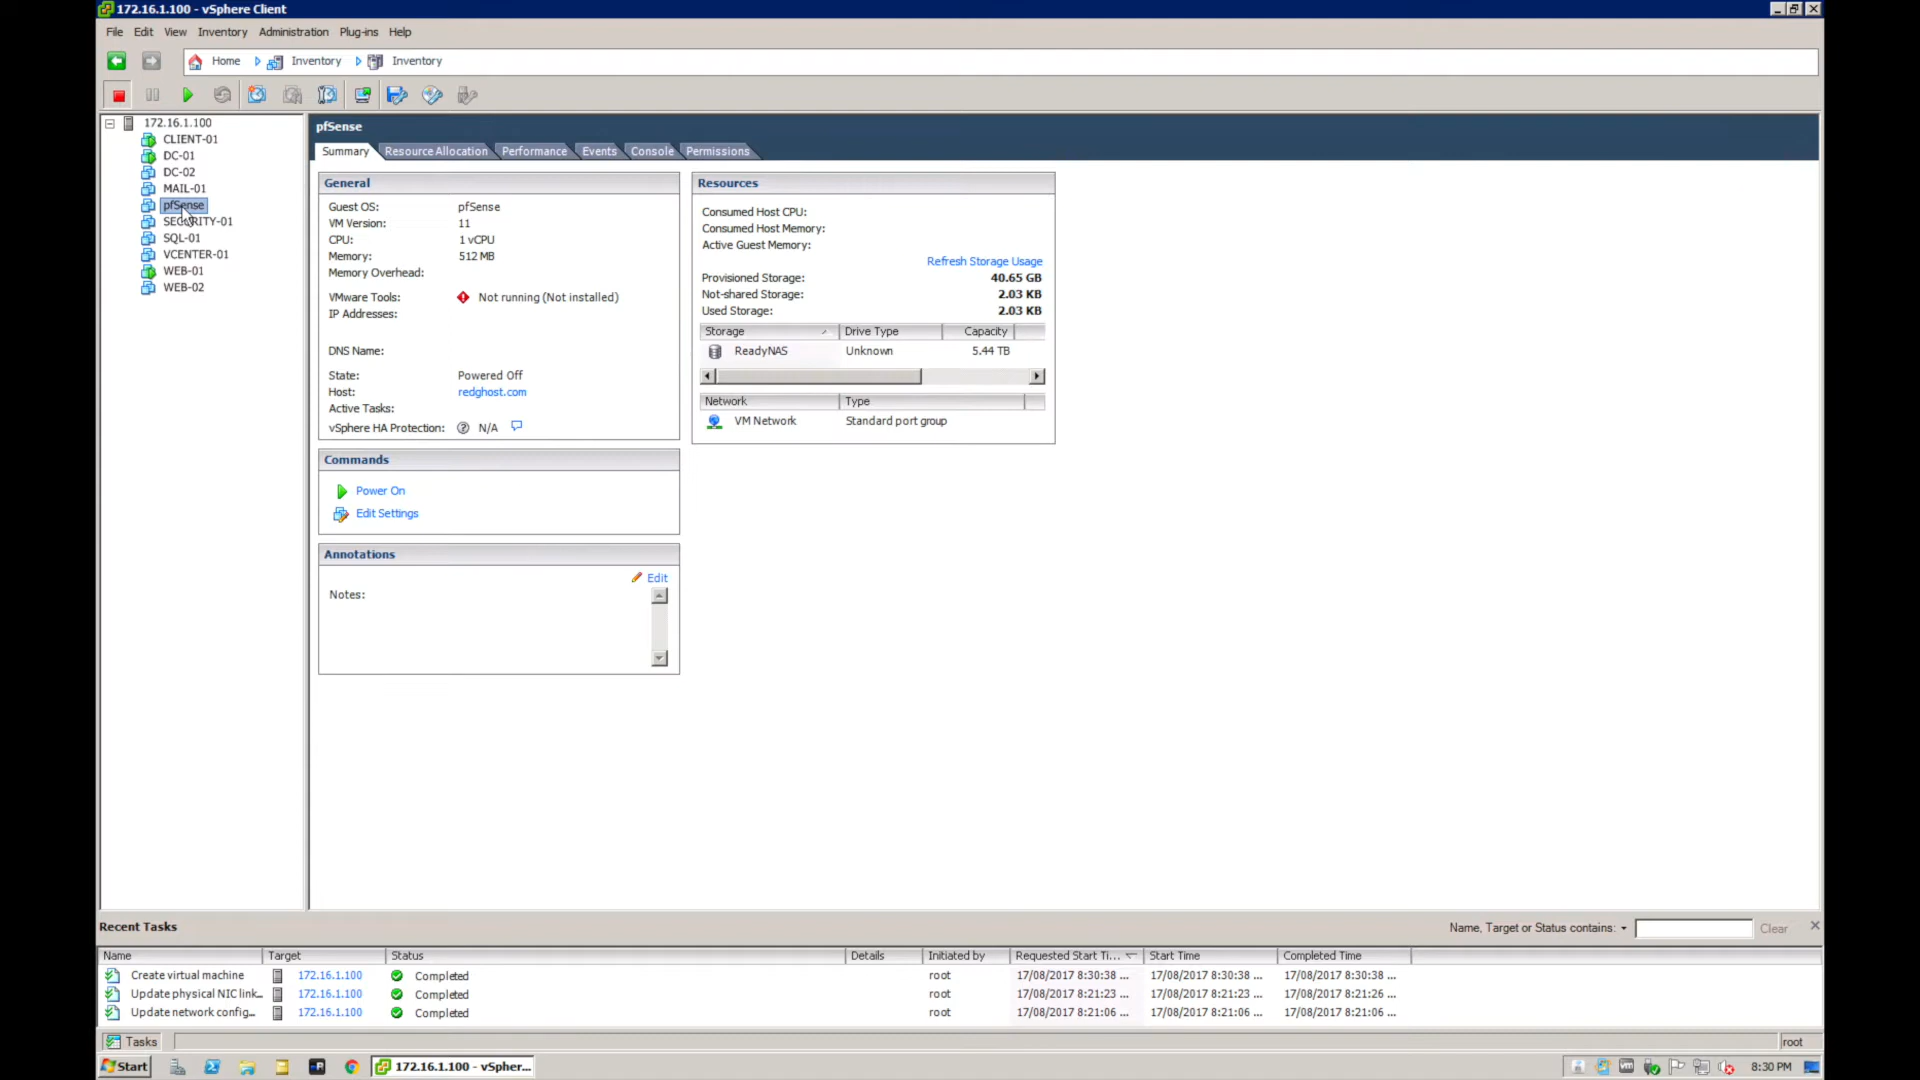 172.16.1.100 - vSphere Client
File Edit View Inventory Administration Plug-ins Help
Home Inventory Inventory
172.16.1.100
CLIENT-01
DC-01
DC-02
MAIL-01
pfSense
SECURITY-01
SQL-01
VCENTER-01
WEB-01
WEB-02
pfSense
Summary Resource Allocation Performance Events Console Permissions
General
Guest OS: pfSense
VM Version: 11
CPU: 1 vCPU
Memory: 512 MB
Memory Overhead:
VMware Tools: Not running (Not installed)
IP Addresses:
DNS Name:
State: Powered Off
Host: redghost.com
Active Tasks:
vSphere HA Protection: N/A
Commands
Power On
Edit Settings
Annotations
Edit
Notes:
Resources
Consumed Host CPU:
Consumed Host Memory:
Active Guest Memory:
Refresh Storage Usage
Provisioned Storage: 40.65 GB
Not-shared Storage: 2.03 KB
Used Storage: 2.03 KB
Storage Drive Type Capacity
ReadyNAS Unknown 5.44 TB
Network Type
VM Network Standard port group
Recent Tasks
Name, Target or Status contains: Clear
Name Target Status Details Initiated by Requested Start Ti... Start Time Completed Time
Create virtual machine 172.16.1.100 Completed root 17/08/2017 8:30:38 ... 17/08/2017 8:30:38 ... 17/08/2017 8:30:38 ...
Update physical NIC link... 172.16.1.100 Completed root 17/08/2017 8:21:23 ... 17/08/2017 8:21:23 ... 17/08/2017 8:21:26 ...
Update network config... 172.16.1.100 Completed root 17/08/2017 8:21:06 ... 17/08/2017 8:21:06 ... 17/08/2017 8:21:06 ...
Tasks root
Start 172.16.1.100 - vSpher... 8:30 PM